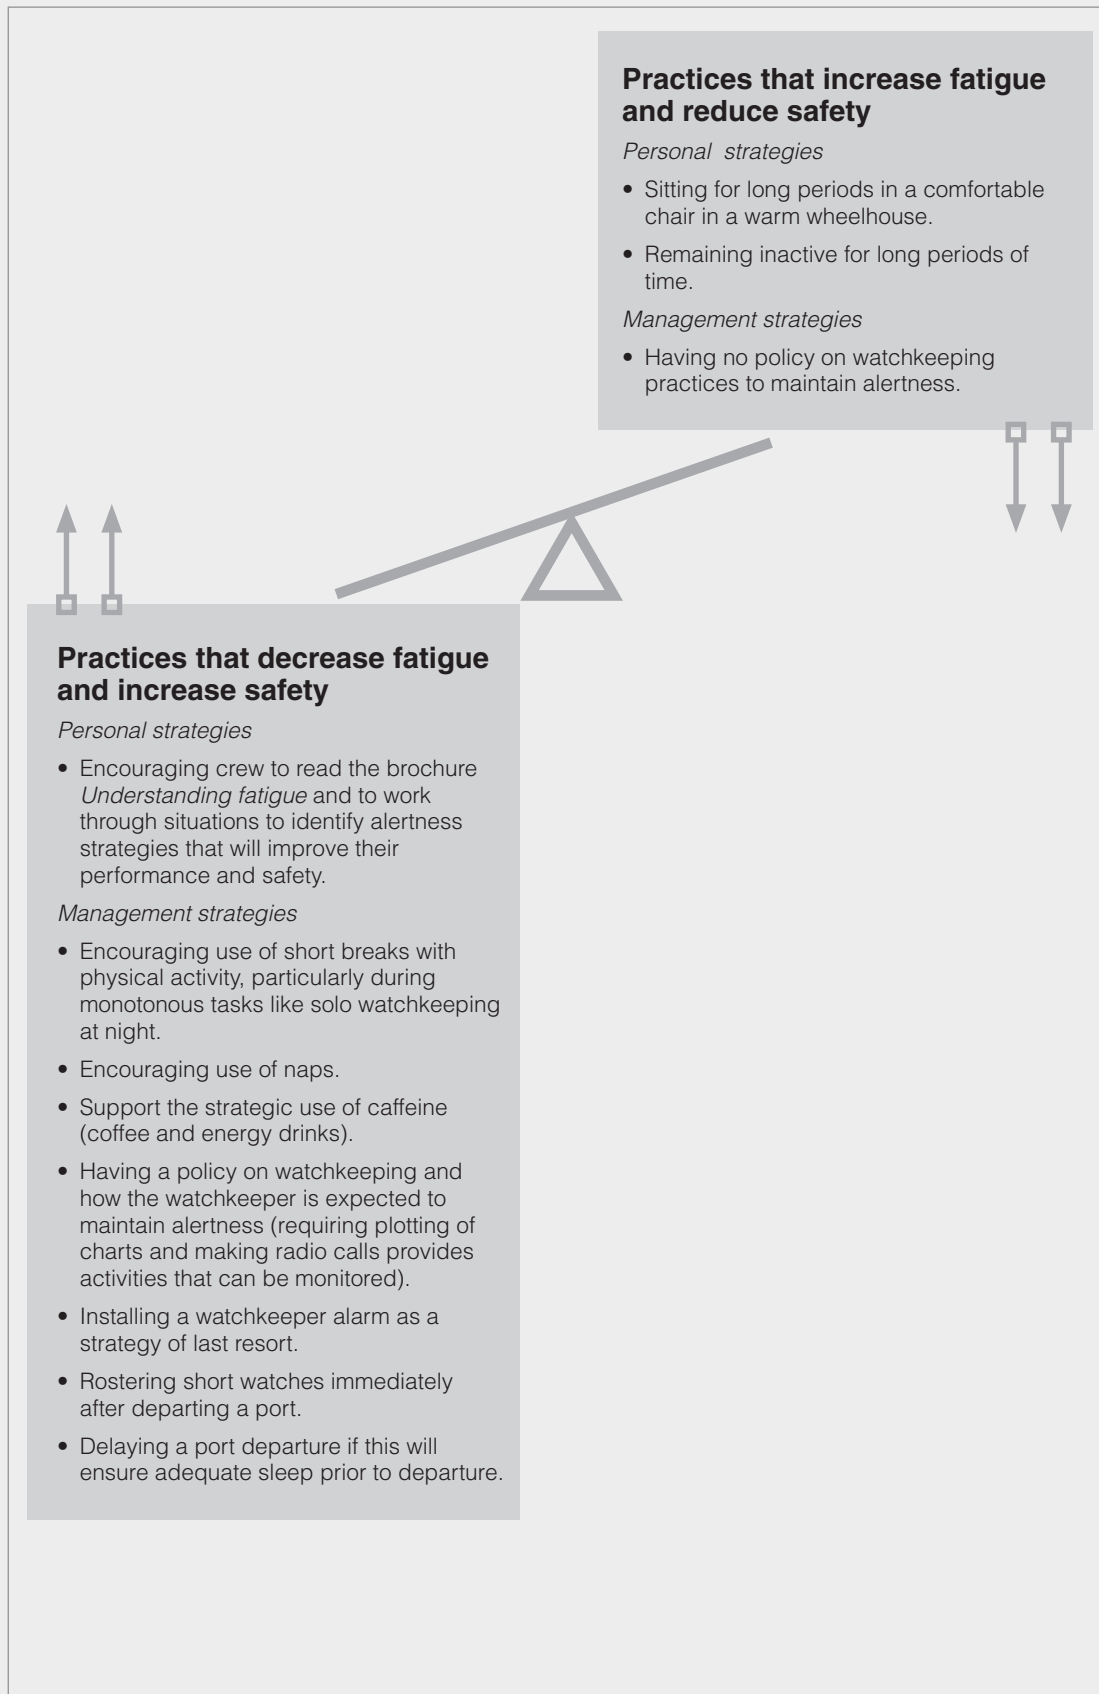 Practices that increase fatigue
and reduce safety
Personal strategies
• Sitting for long periods in a comfortable
chair in a warm wheelhouse.
• Remaining inactive for long periods of
time.
Management strategies
• Having no policy on watchkeeping
practices to maintain alertness.
Practices that decrease fatigue
and increase safety
Personal strategies
• Encouraging crew to read the brochure
Understanding fatigue and to work
through situations to identify alertness
strategies that will improve their
performance and safety.
Management strategies
• Encouraging use of short breaks with
physical activity, particularly during
monotonous tasks like solo watchkeeping
at night.
• Encouraging use of naps.
• Support the strategic use of caffeine
(coffee and energy drinks).
• Having a policy on watchkeeping and
how the watchkeeper is expected to
maintain alertness (requiring plotting of
charts and making radio calls provides
activities that can be monitored).
• Installing a watchkeeper alarm as a
strategy of last resort.
• Rostering short watches immediately
after departing a port.
• Delaying a port departure if this will
ensure adequate sleep prior to departure.